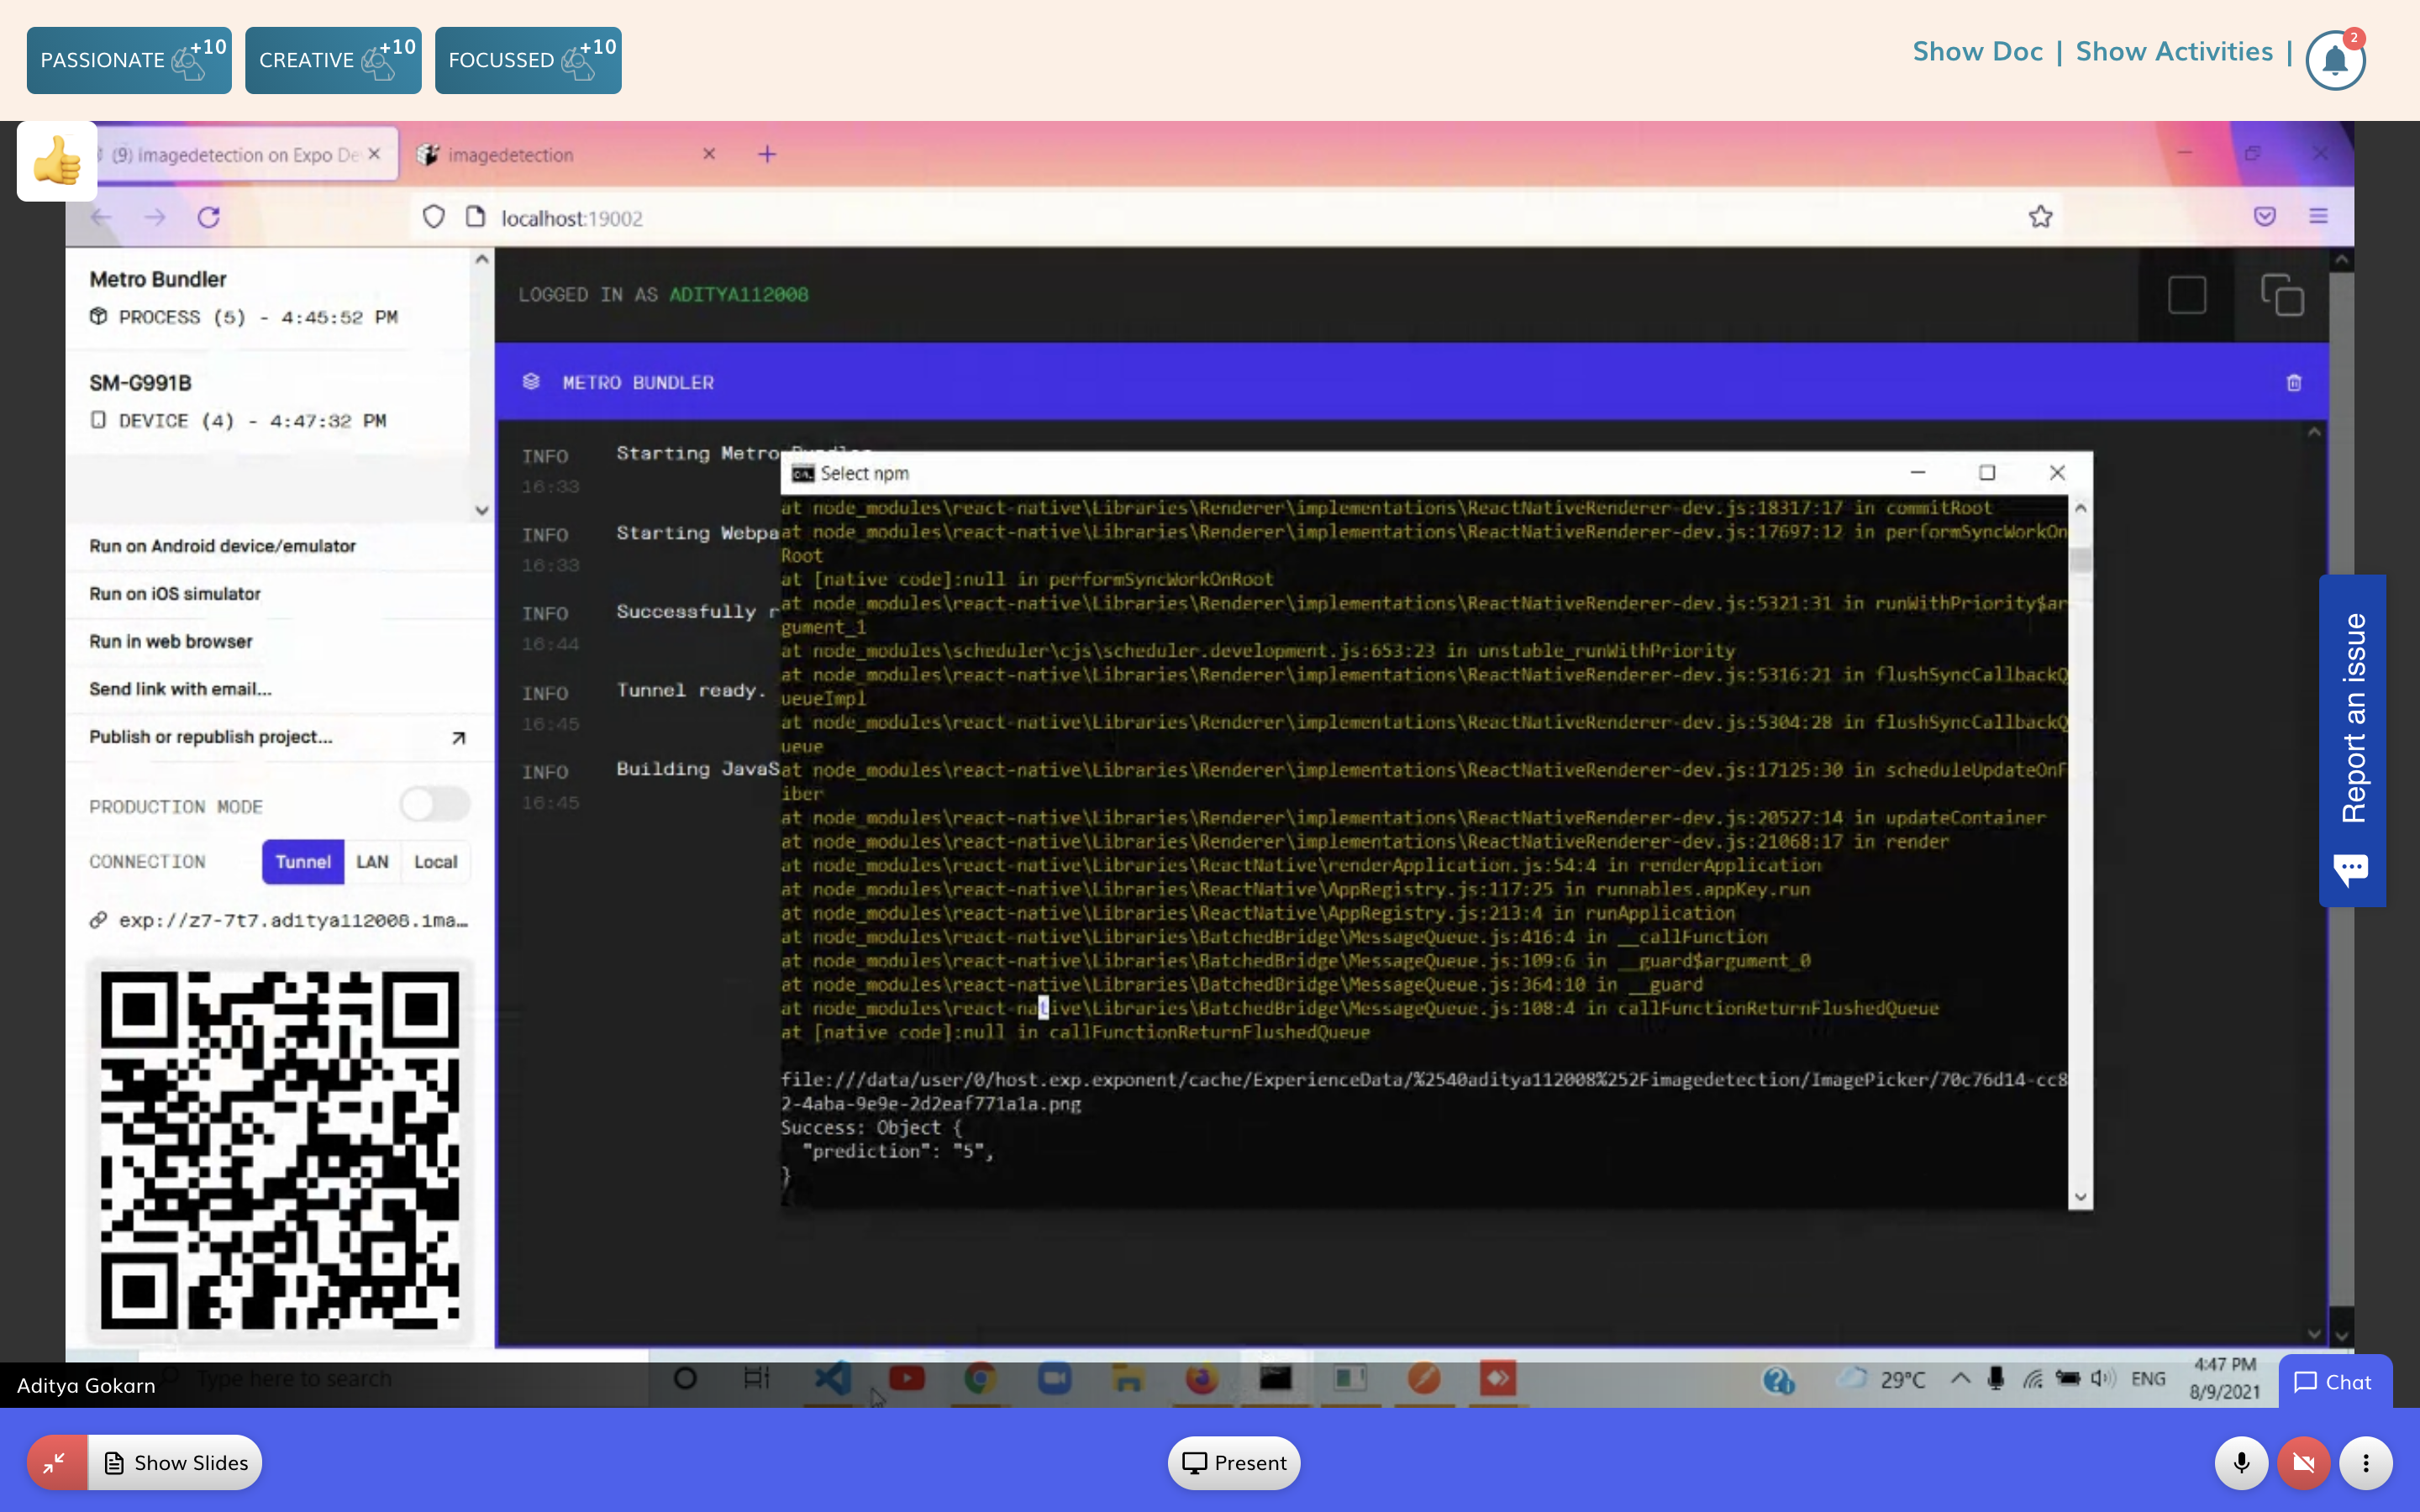 PASSIONATE +10 CREATIVE +10 FOCUSSED +10
Show Doc | Show Activities |
2
(9) imagedetection on Expo De
imagedetection
localhost:19002
Metro Bundler
PROCESS (5) - 4:45:52 PM
SM-G991B
DEVICE (4) - 4:47:32 PM
Run on Android device/emulator
Run on iOS simulator
Run in web browser
Send link with email...
Publish or republish project...
PRODUCTION MODE
CONNECTION Tunnel LAN Local
exp://z7-7t7.aditya112008.ima…
LOGGED IN AS ADITYA112008
METRO BUNDLER
INFO Starting Metro
16:33
INFO Starting Webpa
16:33
INFO Successfully r
16:44
INFO Tunnel ready.
16:45
INFO Building JavaS
16:45
Select npm
at node_modules\react-native\Libraries\Renderer\implementations\ReactNativeRenderer-dev.js:18317:17 in commitRoot
at node_modules\react-native\Libraries\Renderer\implementations\ReactNativeRenderer-dev.js:17697:12 in performSyncWorkOn
Root
at [native code]:null in performSyncWorkOnRoot
at node_modules\react-native\Libraries\Renderer\implementations\ReactNativeRenderer-dev.js:5321:31 in runWithPriority$ar
gument_1
at node_modules\scheduler\cjs\scheduler.development.js:653:23 in unstable_runWithPriority
at node_modules\react-native\Libraries\Renderer\implementations\ReactNativeRenderer-dev.js:5316:21 in flushSyncCallbackQ
ueueImpl
at node_modules\react-native\Libraries\Renderer\implementations\ReactNativeRenderer-dev.js:5304:28 in flushSyncCallbackQ
ueue
at node_modules\react-native\Libraries\Renderer\implementations\ReactNativeRenderer-dev.js:17125:30 in scheduleUpdateOnF
iber
at node_modules\react-native\Libraries\Renderer\implementations\ReactNativeRenderer-dev.js:20527:14 in updateContainer
at node_modules\react-native\Libraries\Renderer\implementations\ReactNativeRenderer-dev.js:21068:17 in render
at node_modules\react-native\Libraries\ReactNative\renderApplication.js:54:4 in renderApplication
at node_modules\react-native\Libraries\ReactNative\AppRegistry.js:117:25 in runnables.appKey.run
at node_modules\react-native\Libraries\ReactNative\AppRegistry.js:213:4 in runApplication
at node_modules\react-native\Libraries\BatchedBridge\MessageQueue.js:416:4 in __callFunction
at node_modules\react-native\Libraries\BatchedBridge\MessageQueue.js:109:6 in __guard$argument_0
at node_modules\react-native\Libraries\BatchedBridge\MessageQueue.js:364:10 in __guard
at node_modules\react-native\Libraries\BatchedBridge\MessageQueue.js:108:4 in callFunctionReturnFlushedQueue
at [native code]:null in callFunctionReturnFlushedQueue
file:///data/user/0/host.exp.exponent/cache/ExperienceData/%2540aditya112008%252Fimagedetection/ImagePicker/70c76d14-cc8
2-4aba-9e9e-2d2eaf771a1a.png
Success: Object {
"prediction": "5",
}
Report an issue
Aditya Gokarn
Type here to search
29°C ENG
4:47 PM
8/9/2021
Chat
Show Slides
Present